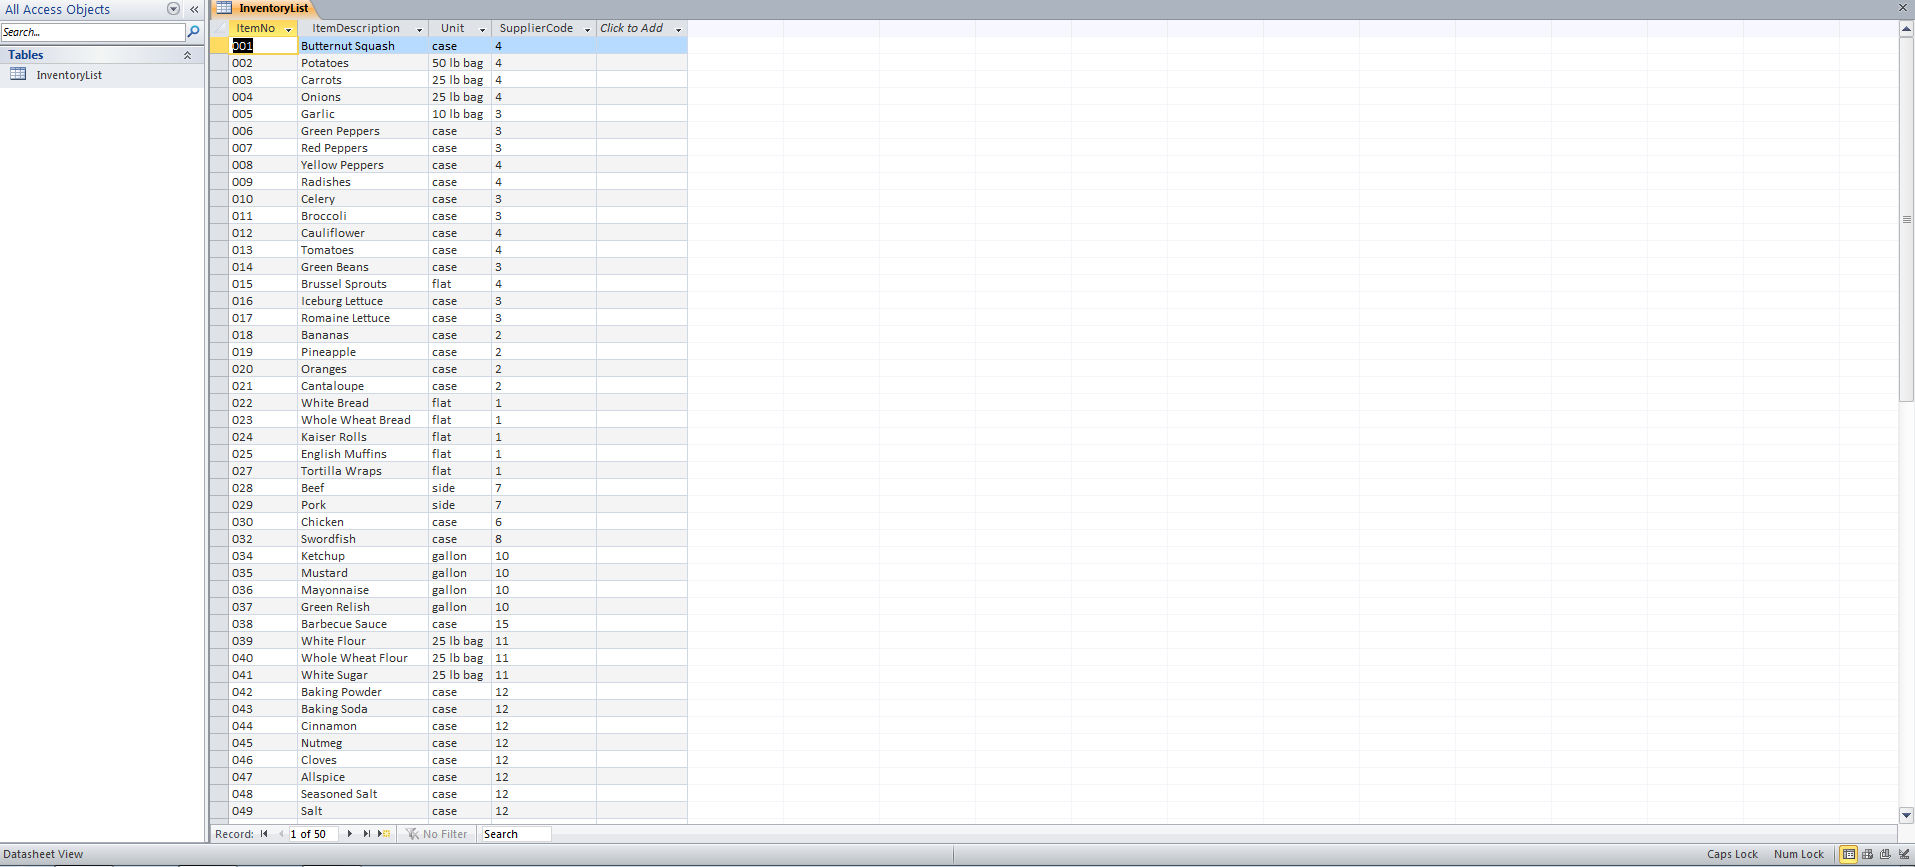 All Access Objects
Search...
Tables
InventoryList
InventoryList
ItemNo ItemDescription Unit SupplierCode Click to Add
001 Butternut Squash case 4
002 Potatoes 50 lb bag 4
003 Carrots 25 lb bag 4
004 Onions 25 lb bag 4
005 Garlic 10 lb bag 3
006 Green Peppers case 3
007 Red Peppers case 3
008 Yellow Peppers case 4
009 Radishes case 4
010 Celery case 3
011 Broccoli case 3
012 Cauliflower case 4
013 Tomatoes case 4
014 Green Beans case 3
015 Brussel Sprouts flat 4
016 Iceburg Lettuce case 3
017 Romaine Lettuce case 3
018 Bananas case 2
019 Pineapple case 2
020 Oranges case 2
021 Cantaloupe case 2
022 White Bread flat 1
023 Whole Wheat Bread flat 1
024 Kaiser Rolls flat 1
025 English Muffins flat 1
027 Tortilla Wraps flat 1
028 Beef side 7
029 Pork side 7
030 Chicken case 6
032 Swordfish case 8
034 Ketchup gallon 10
035 Mustard gallon 10
036 Mayonnaise gallon 10
037 Green Relish gallon 10
038 Barbecue Sauce case 15
039 White Flour 25 lb bag 11
040 Whole Wheat Flour 25 lb bag 11
041 White Sugar 25 lb bag 11
042 Baking Powder case 12
043 Baking Soda case 12
044 Cinnamon case 12
045 Nutmeg case 12
046 Cloves case 12
047 Allspice case 12
048 Seasoned Salt case 12
049 Salt case 12
Record: 1 of 50 No Filter Search
Datasheet View Caps Lock Num Lock